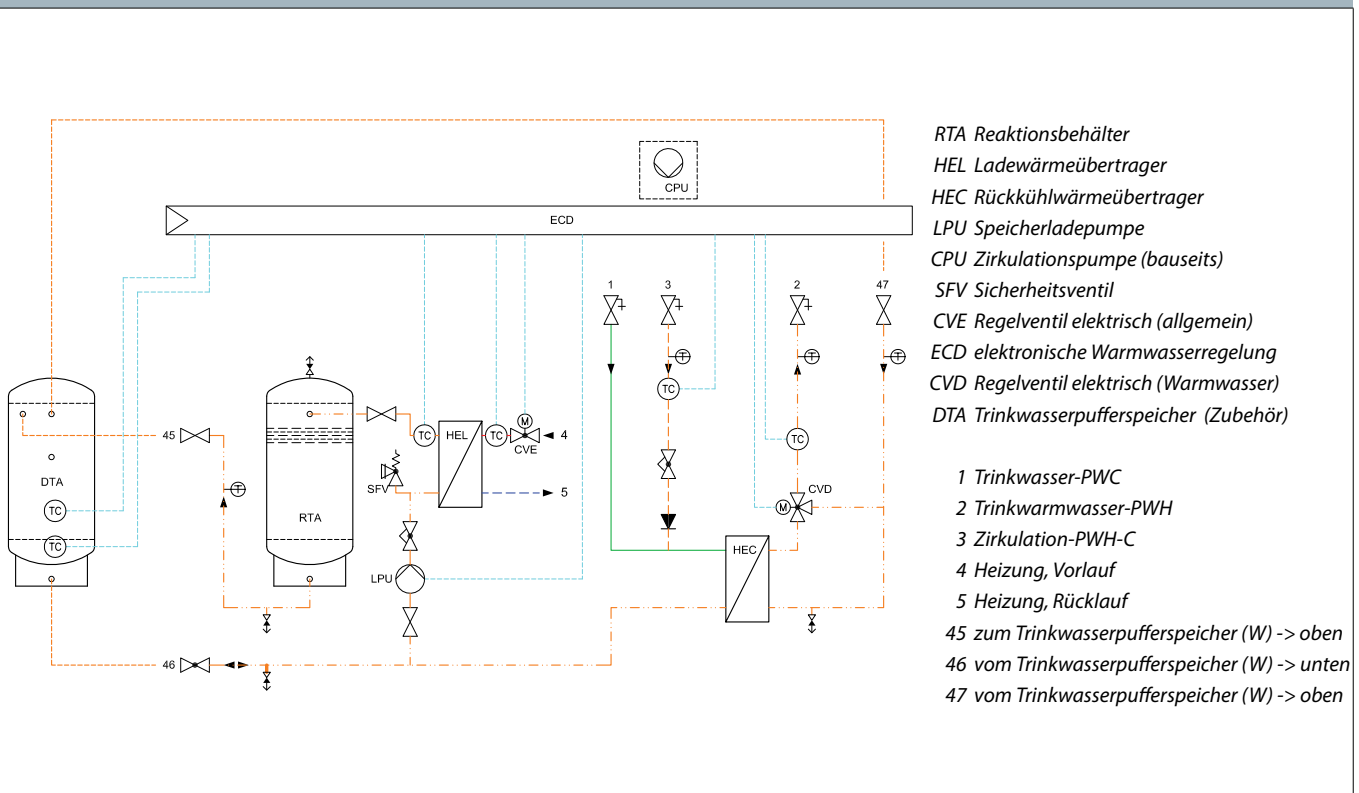 CPU
ECD
1
3
2
47
DTA
TC
TC
45
T
RTA
TC
HEL
TC
M
CVE
4
5
SFV
LPU
46
T
TC
T
TC
M
CVD
T
HEC
RTA Reaktionsbehälter
HEL Ladewärmeübertrager
HEC Rückkühlwärmeübertrager
LPU Speicherladepumpe
CPU Zirkulationspumpe (bauseits)
SFV Sicherheitsventil
CVE Regelventil elektrisch (allgemein)
ECD elektronische Warmwasserregelung
CVD Regelventil elektrisch (Warmwasser)
DTA Trinkwasserpufferspeicher (Zubehör)
1 Trinkwasser-PWC
2 Trinkwarmwasser-PWH
3 Zirkulation-PWH-C
4 Heizung, Vorlauf
5 Heizung, Rücklauf
45 zum Trinkwasserpufferspeicher (W) -> oben
46 vom Trinkwasserpufferspeicher (W) -> unten
47 vom Trinkwasserpufferspeicher (W) -> oben